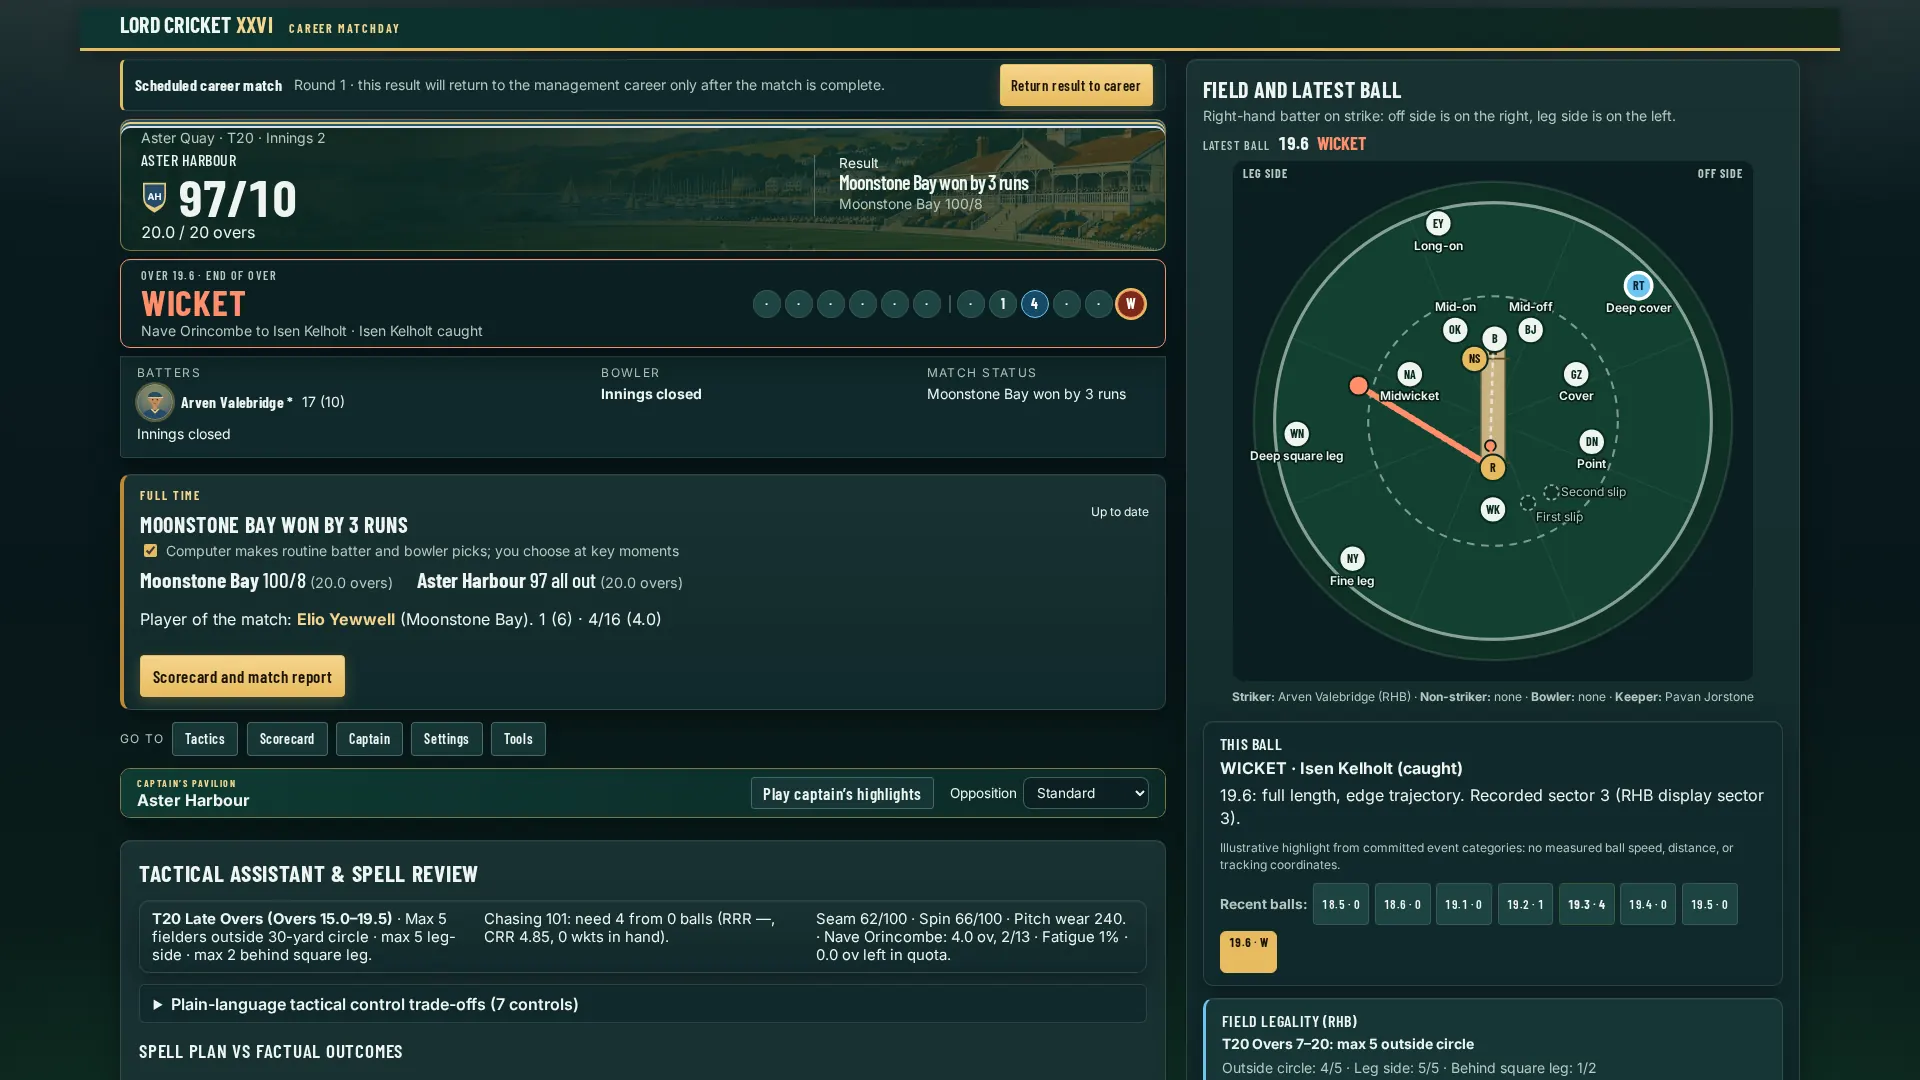 LORD CRICKET XXVI CAREER MATCHDAY
Scheduled career match Round 1 · this result will return to the management career only after the match is complete. Return result to career
Aster Quay · T20 · Innings 2
ASTER HARBOUR
AH 97/10
20.0 / 20 overs
Result
Moonstone Bay won by 3 runs
Moonstone Bay 100/8
OVER 19.6 · END OF OVER
WICKET
Nave Orincombe to Isen Kelholt · Isen Kelholt caught
· · · · · · | · 1 4 · · W
BATTERS
Arven Valebridge * 17 (10)
Innings closed
BOWLER
Innings closed
MATCH STATUS
Moonstone Bay won by 3 runs
FULL TIME
MOONSTONE BAY WON BY 3 RUNS
Up to date
Computer makes routine batter and bowler picks; you choose at key moments
Moonstone Bay 100/8 (20.0 overs) Aster Harbour 97 all out (20.0 overs)
Player of the match: Elio Yewwell (Moonstone Bay). 1 (6) · 4/16 (4.0)
Scorecard and match report
GO TO Tactics Scorecard Captain Settings Tools
CAPTAIN'S PAVILION
Aster Harbour
Play captain's highlights Opposition Standard
TACTICAL ASSISTANT & SPELL REVIEW
T20 Late Overs (Overs 15.0–19.5) · Max 5
fielders outside 30-yard circle · max 5 leg-
side · max 2 behind square leg.
Chasing 101: need 4 from 0 balls (RRR —,
CRR 4.85, 0 wkts in hand).
Seam 62/100 · Spin 66/100 · Pitch wear 240.
· Nave Orincombe: 4.0 ov, 2/13 · Fatigue 1% ·
0.0 ov left in quota.
▶ Plain-language tactical control trade-offs (7 controls)
SPELL PLAN VS FACTUAL OUTCOMES
FIELD AND LATEST BALL
Right-hand batter on strike: off side is on the right, leg side is on the left.
LATEST BALL 19.6 WICKET
LEG SIDE OFF SIDE
EY
Long-on
RT
Deep cover
Mid-on Mid-off
OK B BJ
NS
NA GZ
Midwicket Cover
WN DN
Deep square leg Point
R
Second slip
WK
First slip
NY
Fine leg
Striker: Arven Valebridge (RHB) · Non-striker: none · Bowler: none · Keeper: Pavan Jorstone
THIS BALL
WICKET · Isen Kelholt (caught)
19.6: full length, edge trajectory. Recorded sector 3 (RHB display sector
3).
Illustrative highlight from committed event categories: no measured ball speed, distance, or
tracking coordinates.
Recent balls: 18.5 · 0 18.6 · 0 19.1 · 0 19.2 · 1 19.3 · 4 19.4 · 0 19.5 · 0
19.6 · W
FIELD LEGALITY (RHB)
T20 Overs 7–20: max 5 outside circle
Outside circle: 4/5 · Leg side: 5/5 · Behind square leg: 1/2